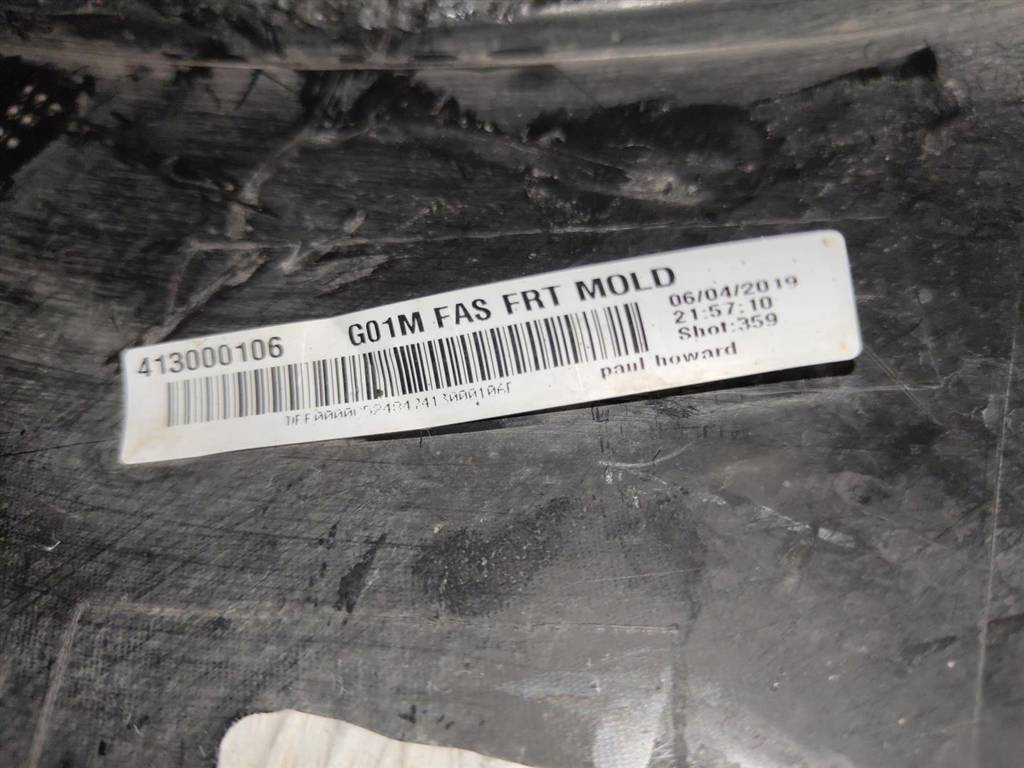 G01M FAS FRT MOLD
413000106
06/04/2019
21:57:10
Shot:359
paul howard